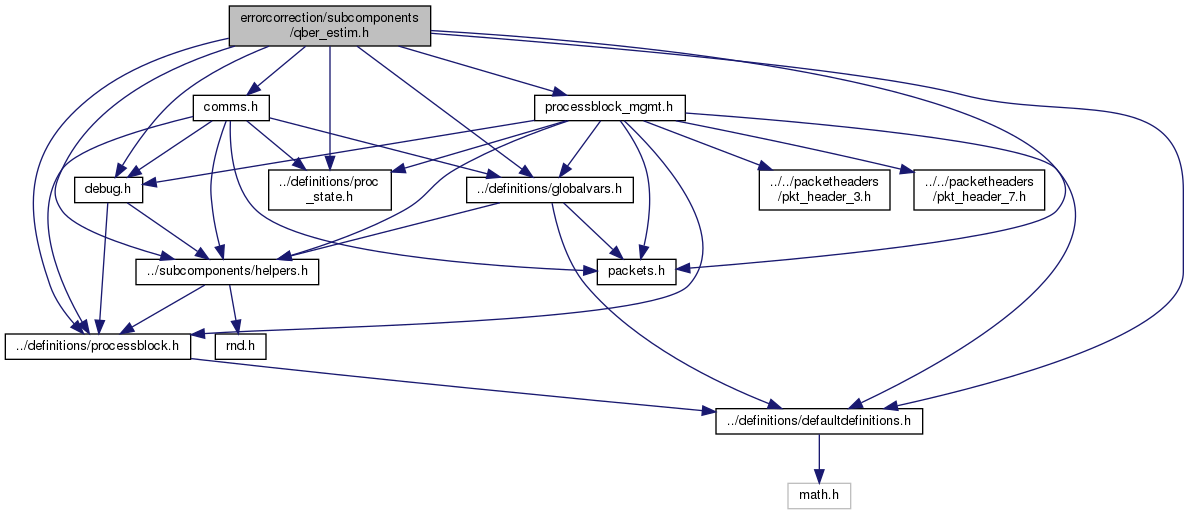 errorcorrection/subcomponents
/qber_estim.h
comms.h
processblock_mgmt.h
debug.h
../definitions/proc
_state.h
../definitions/globalvars.h
../../packetheaders
/pkt_header_3.h
../../packetheaders
/pkt_header_7.h
../subcomponents/helpers.h
packets.h
../definitions/processblock.h
rnd.h
../definitions/defaultdefinitions.h
math.h